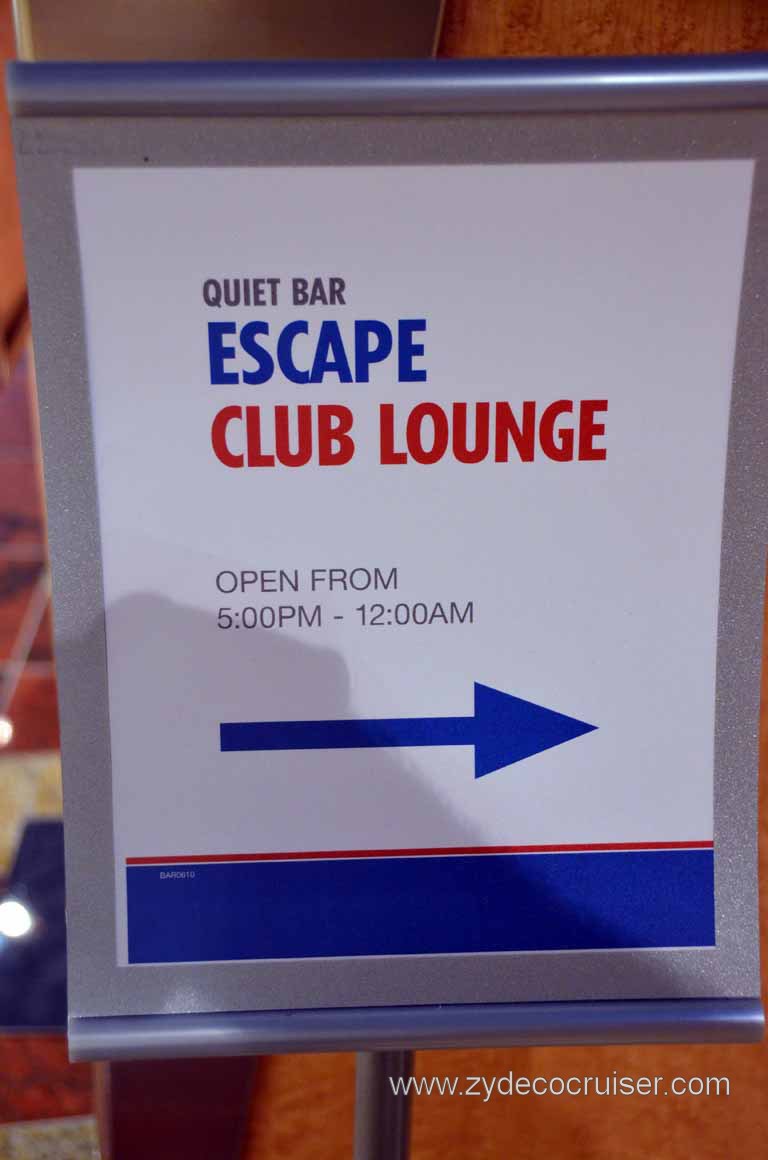 QUIET BAR
ESCAPE
CLUB LOUNGE
OPEN FROM
5:00PM - 12:00AM
BAR0610
www.zydecocruiser.com